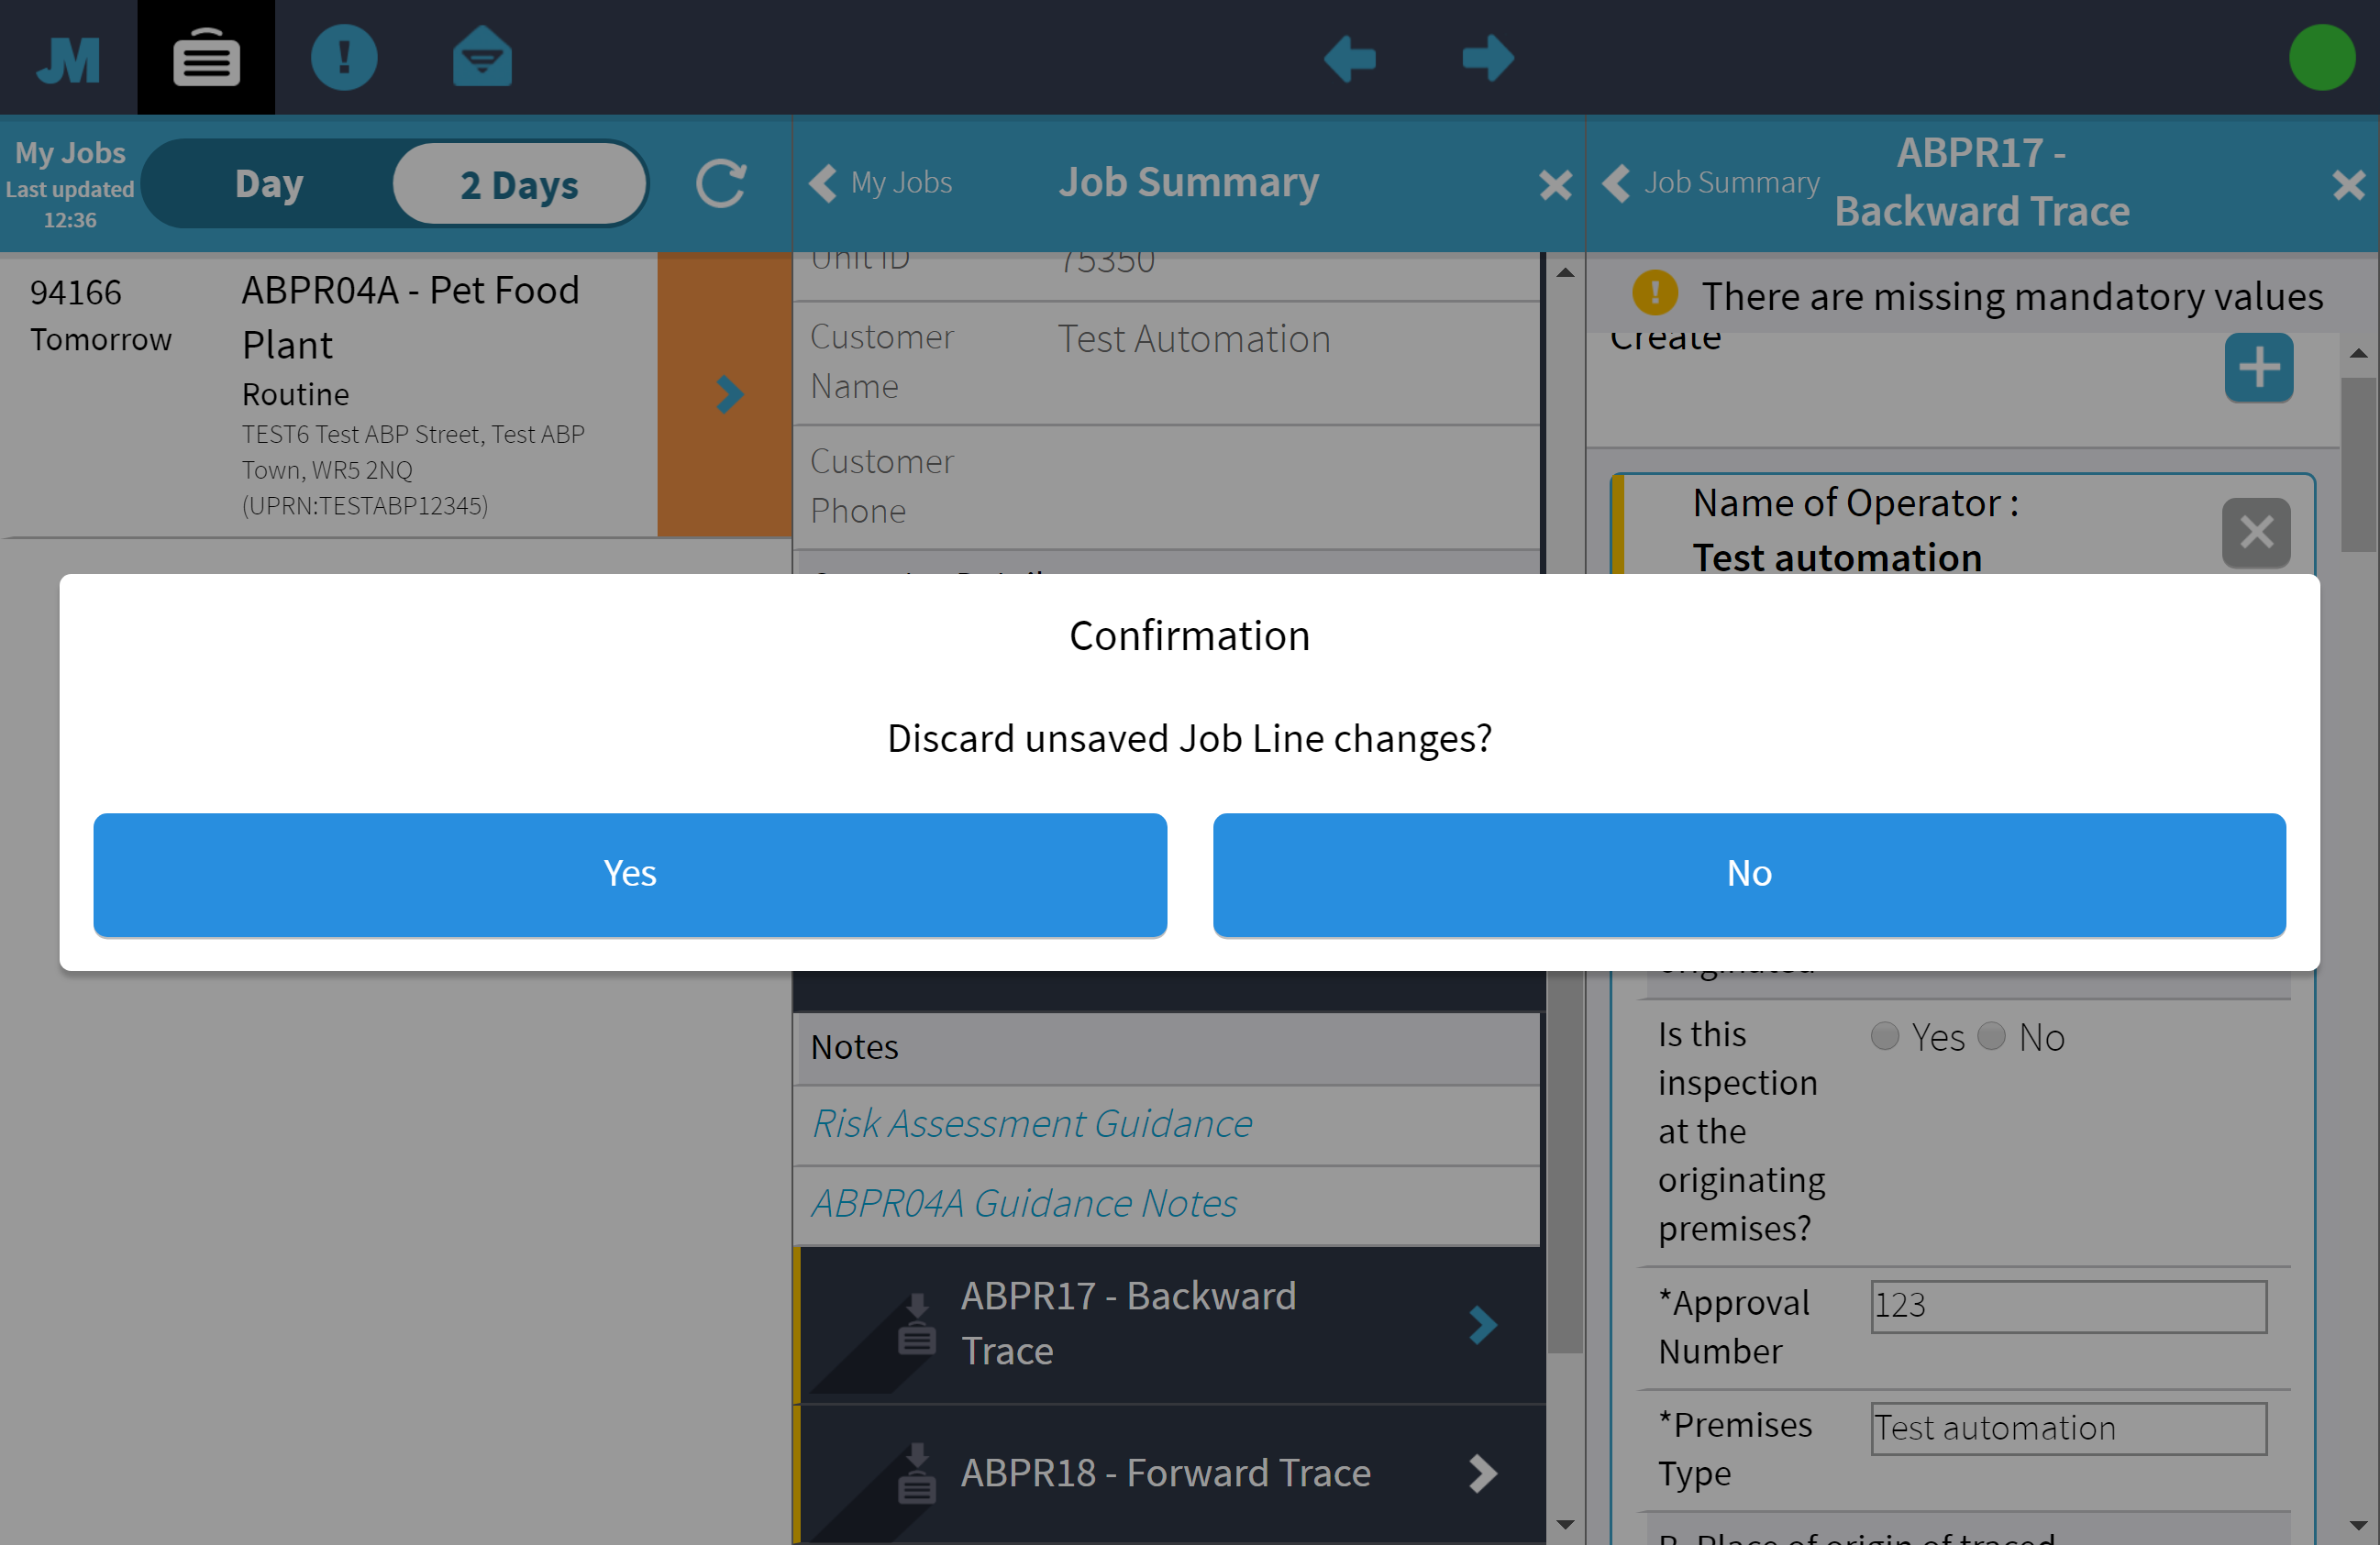 JM
My Jobs
Last updated
12:36
Day
2 Days
My Jobs
Job Summary
Job Summary
ABPR17 -
Backward Trace
94166
Tomorrow
ABPR04A - Pet Food
Plant
Routine
TEST6 Test ABP Street, Test ABP
Town, WR5 2NQ
(UPRN:TESTABP12345)
Unit ID
75350
Customer
Name
Test Automation
Customer
Phone
There are missing mandatory values
Create
Name of Operator :
Test automation
Confirmation
Discard unsaved Job Line changes?
Yes
No
Notes
Risk Assessment Guidance
ABPR04A Guidance Notes
ABPR17 - Backward
Trace
ABPR18 - Forward Trace
originated
Is this
inspection
at the
originating
premises?
Yes
No
*Approval
Number
123
*Premises
Type
Test automation
B. Place of origin of traced